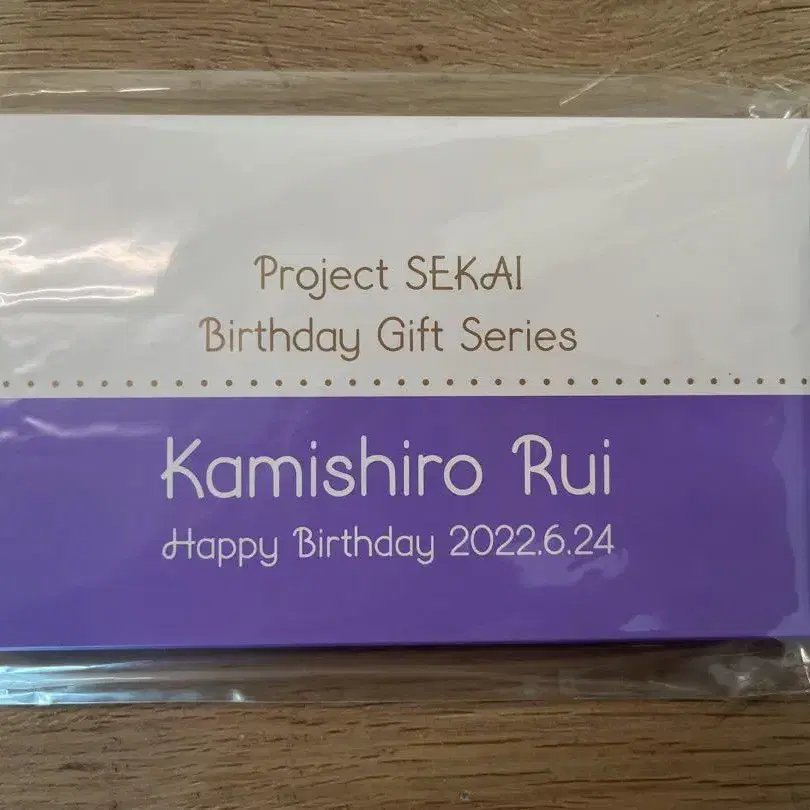 Project SEKAI
Birthday Gift Series
Kamishiro Rui
Happy Birthday 2022.6.24